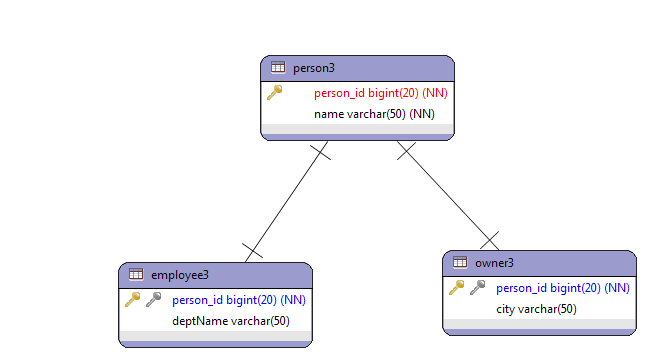 person3
person_id bigint(20) (NN)
name varchar(50) (NN)
employee3
person_id bigint(20) (NN)
deptName varchar(50)
owner3
person_id bigint(20) (NN)
city varchar(50)